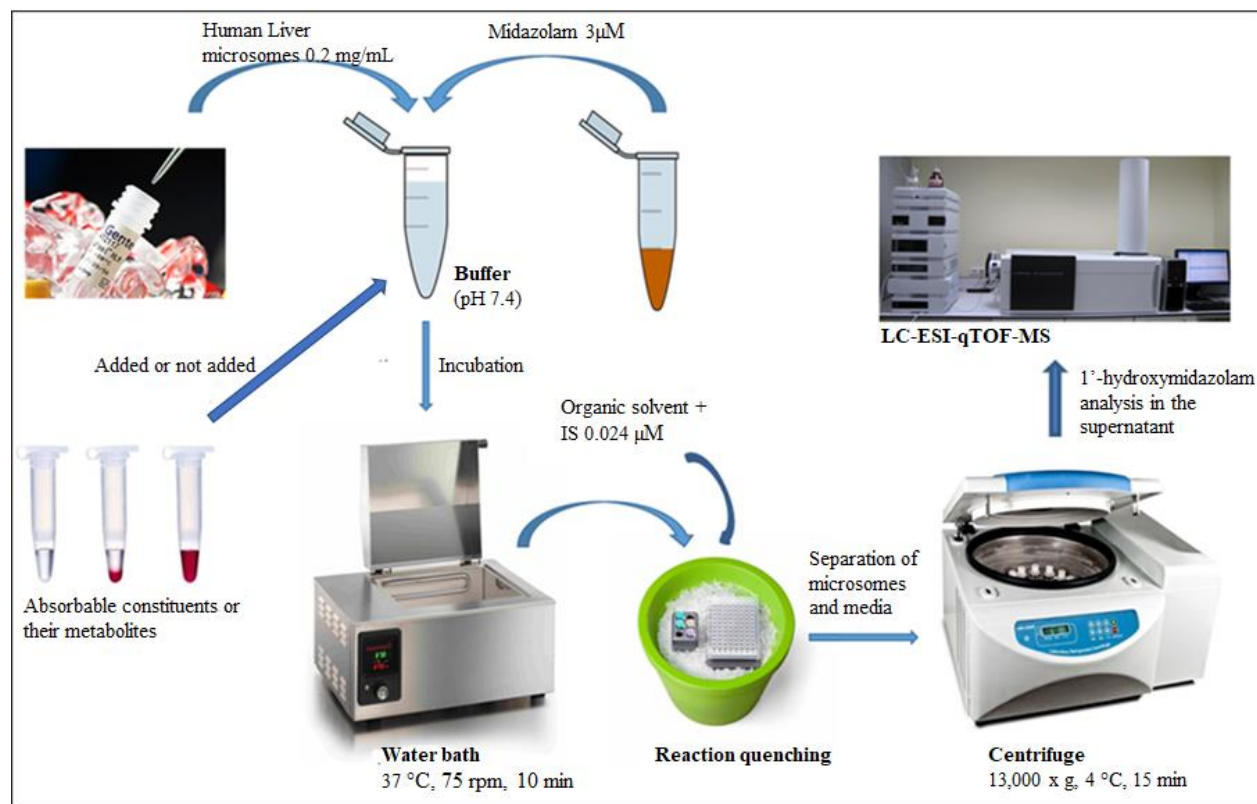 Human Liver
microsomes 0.2 mg/mL
Midazolam 3μM
Buffer
(pH 7.4)
Added or not added
Incubation
Organic solvent +
IS 0.024 μM
LC-ESI-qTOF-MS
1’-hydroxymidazolam
analysis in the
supernatant
Absorbable constituents or
their metabolites
Separation of
microsomes
and media
Water bath
37 °C, 75 rpm, 10 min
Reaction quenching
Centrifuge
13,000 x g, 4 °C, 15 min